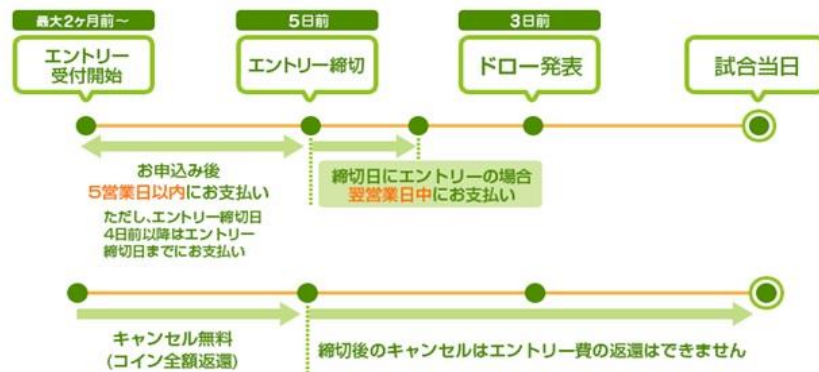 最大2ヶ月前～
5日前
3日前
エントリー
受付開始
エントリー締切
ドロー発表
試合当日
お申込み後
5営業日以内にお支払い
ただし、エントリー締切日
4日前以降はエントリー
締切日までにお支払い
締切日にエントリーの場合
翌営業日中にお支払い
キャンセル無料
(コイン全額返還)
締切後のキャンセルはエントリー費の返還はできません